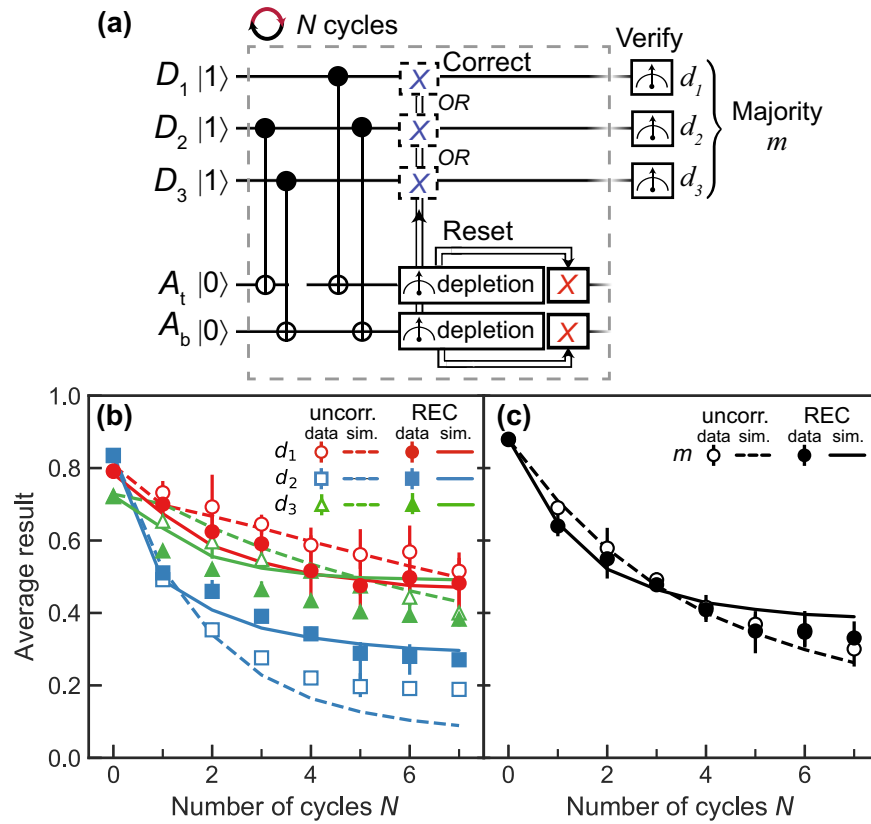 (a)
N cycles
Verify
D1 |1⟩
Correct
X
d1
OR
D2 |1⟩
X
d2
Majority
m
OR
D3 |1⟩
X
d3
Reset
At |0⟩
depletion
X
Ab |0⟩
depletion
X
(b)
uncorr. REC
data sim. data sim.
d1
d2
d3
1.0
0.8
0.6
0.4
0.2
0.0
Average result
0 2 4 6
Number of cycles N
(c)
uncorr. REC
data sim. data sim.
m
0 2 4 6
Number of cycles N